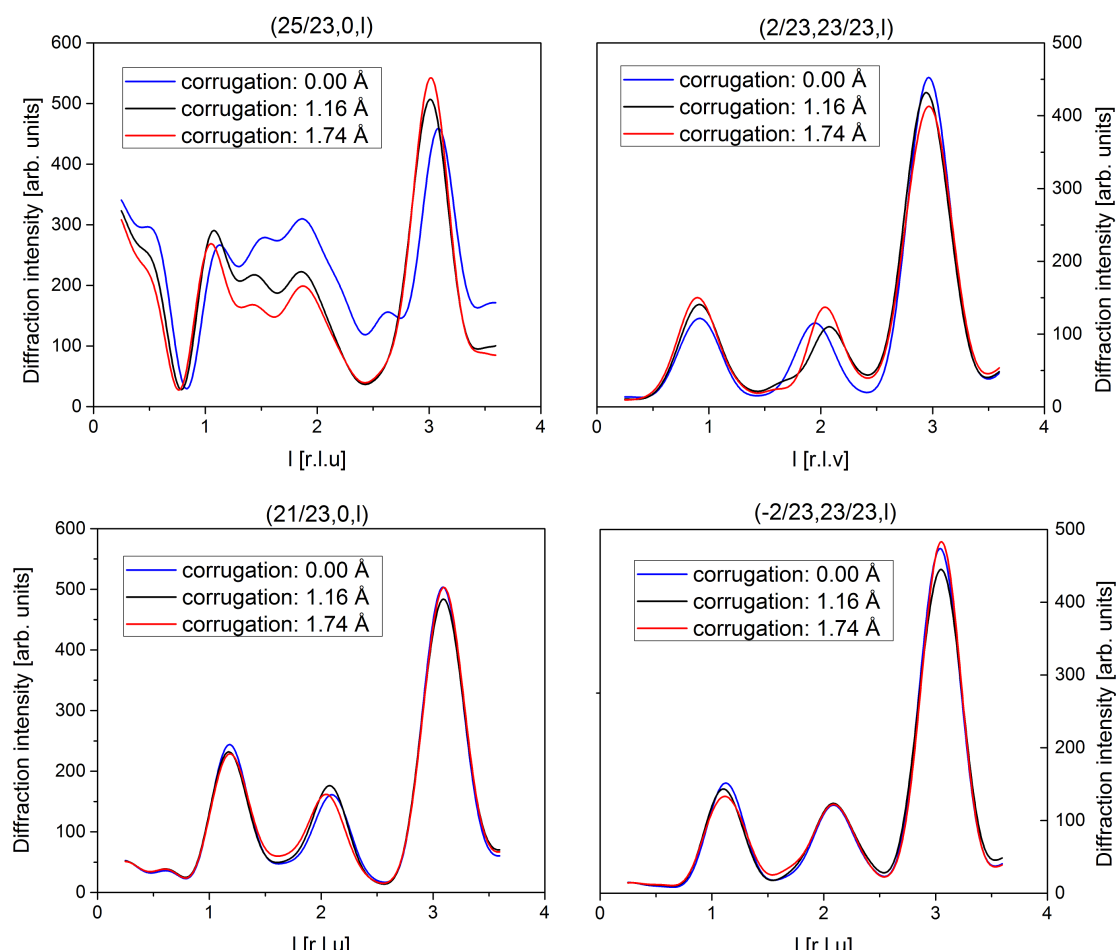 (25/23,0,l)
600
500
400
300
200
100
0
corrugation: 0.00 Å
corrugation: 1.16 Å
corrugation: 1.74 Å
Diffraction intensity [arb. units]
0 1 2 3 4
l [r.l.u]
(2/23,23/23,l)
500
400
300
200
100
0
corrugation: 0.00 Å
corrugation: 1.16 Å
corrugation: 1.74 Å
Diffraction intensity [arb. units]
0 1 2 3 4
l [r.l.v]
(21/23,0,l)
600
500
400
300
200
100
0
corrugation: 0.00 Å
corrugation: 1.16 Å
corrugation: 1.74 Å
Diffraction intensity [arb. units]
0 1 2 3 4
l [r.l.u]
(-2/23,23/23,l)
500
400
300
200
100
0
corrugation: 0.00 Å
corrugation: 1.16 Å
corrugation: 1.74 Å
Diffraction intensity [arb. units]
0 1 2 3 4
l [r.l.u]